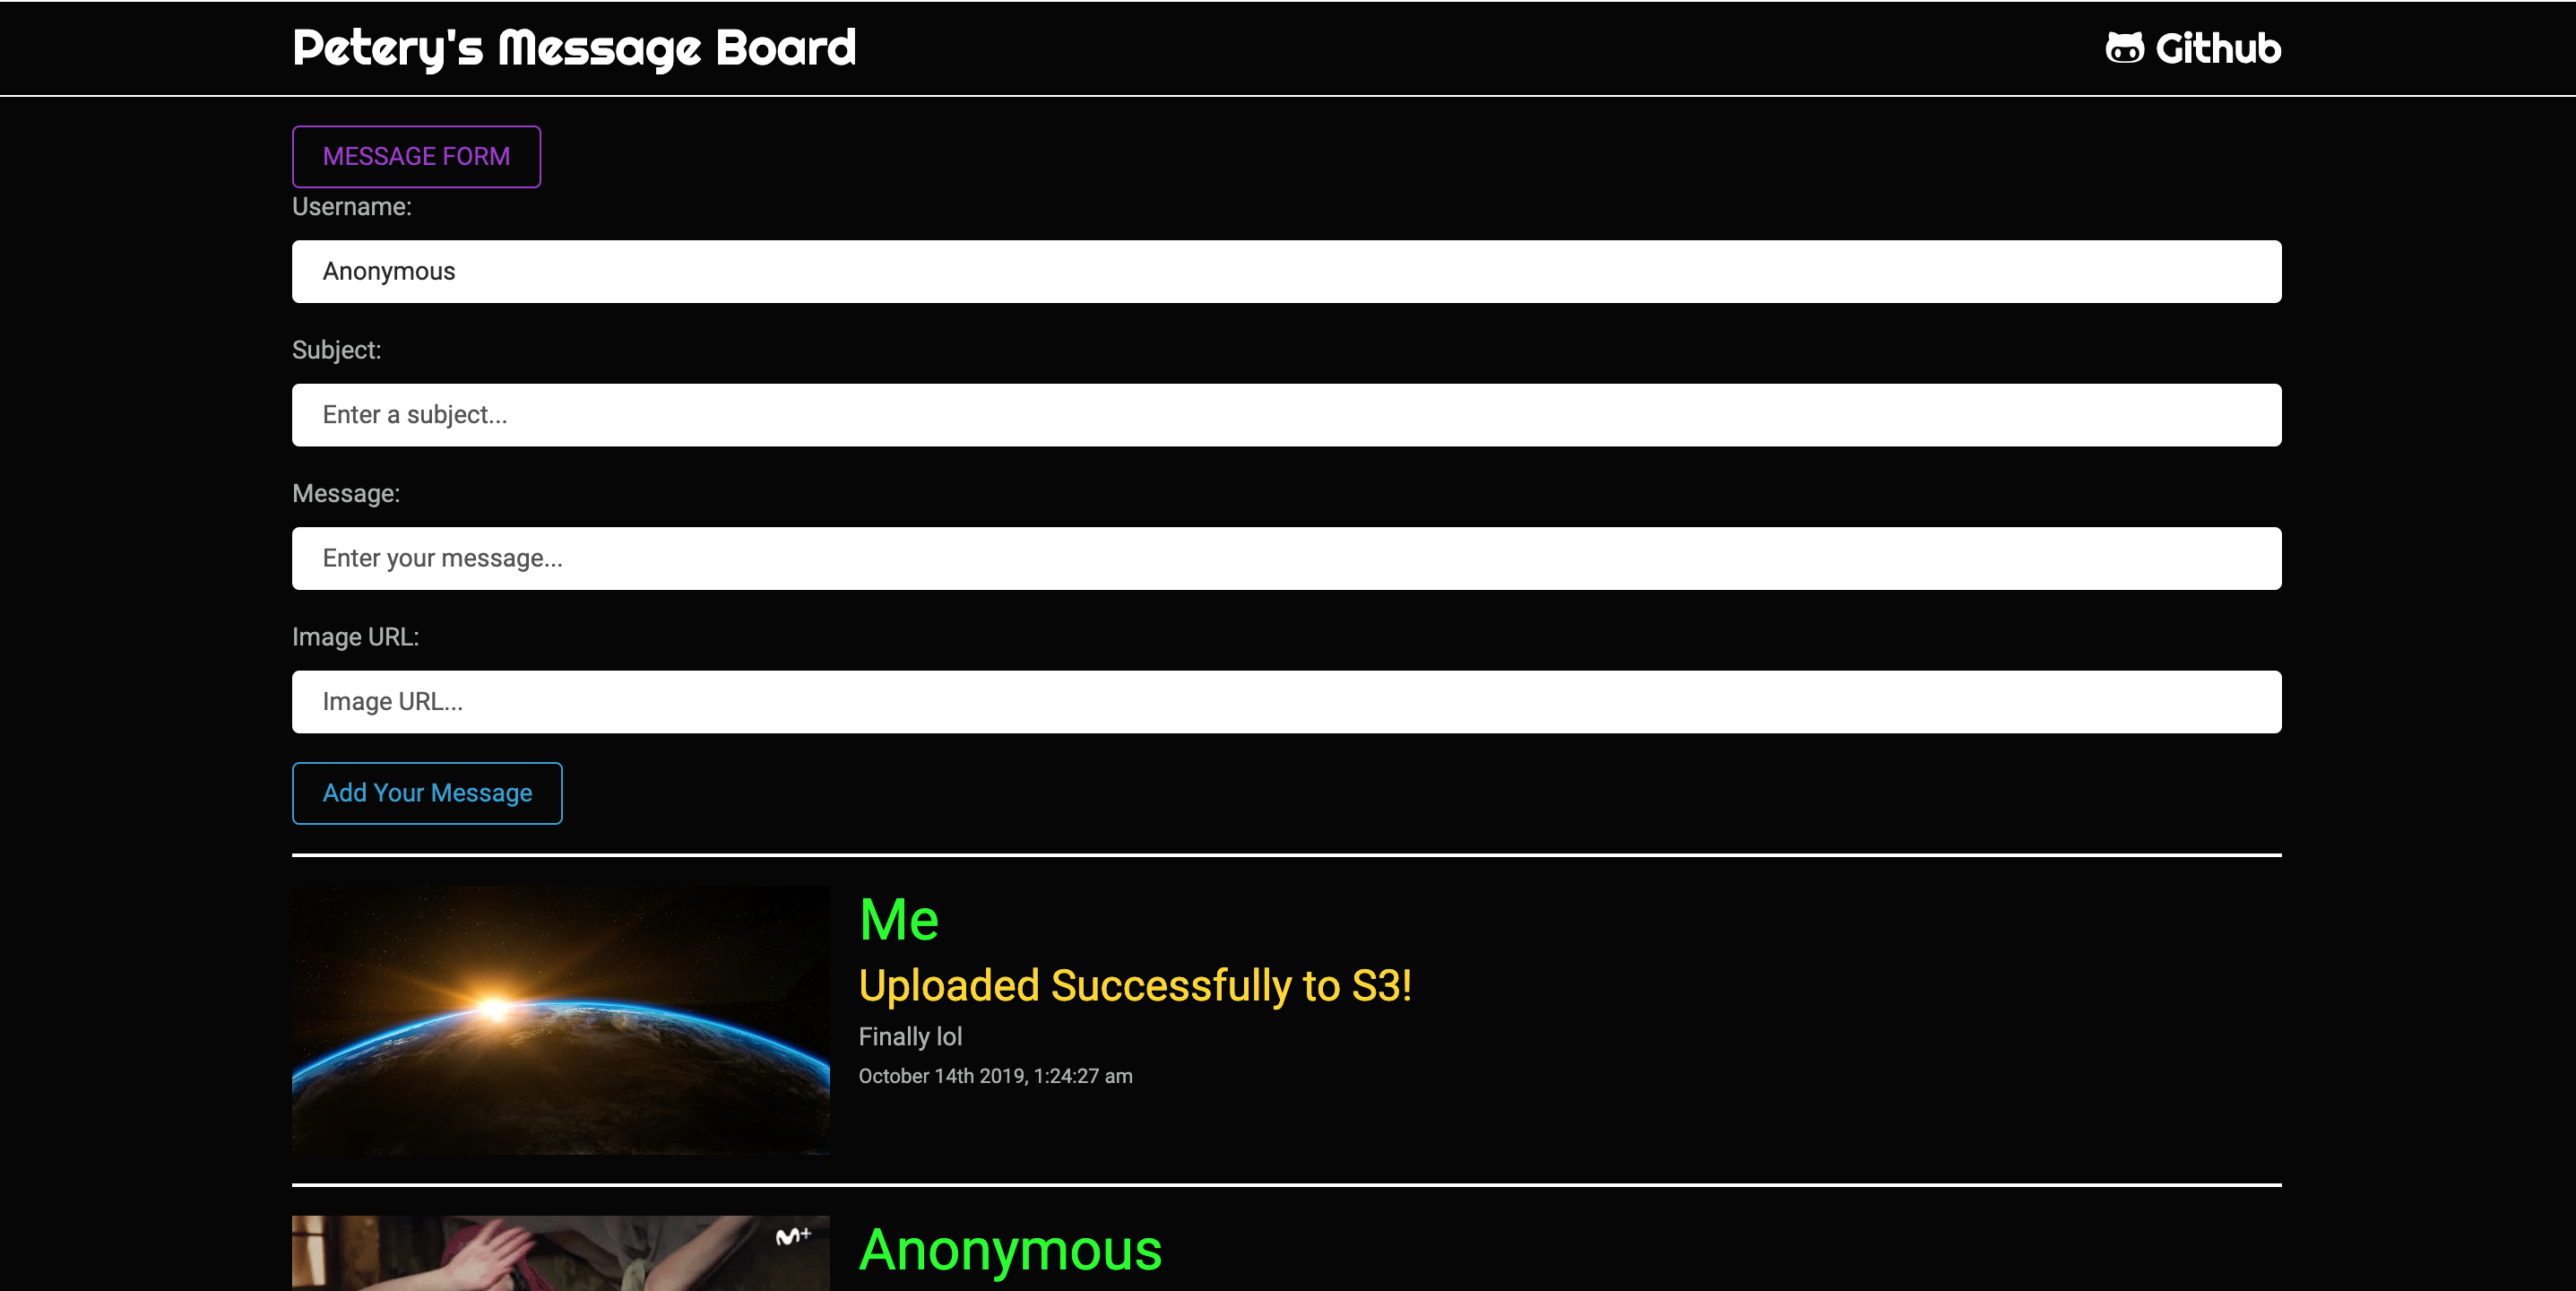 Petery's Message Board
Github
MESSAGE FORM
Username:
Anonymous
Subject:
Enter a subject...
Message:
Enter your message...
Image URL:
Image URL...
Add Your Message
Me
Uploaded Successfully to S3!
Finally lol
October 14th 2019, 1:24:27 am
M+
Anonymous